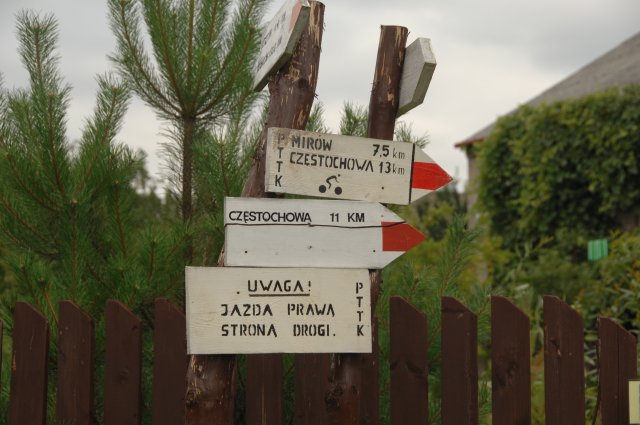 PTTK
MIRÓW 7,5 km
CZĘSTOCHOWA 13 km
CZĘSTOCHOWA 11 KM
UWAGA!
JAZDA PRAWĄ
STRONĄ DROGI.
PTTK